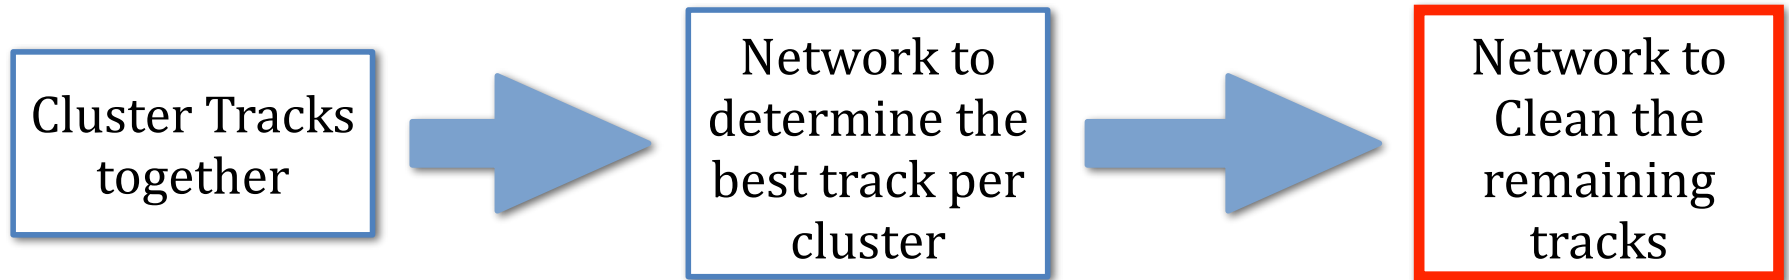 Cluster Tracks
together
Network to
determine the
best track per
cluster
Network to
Clean the
remaining
tracks